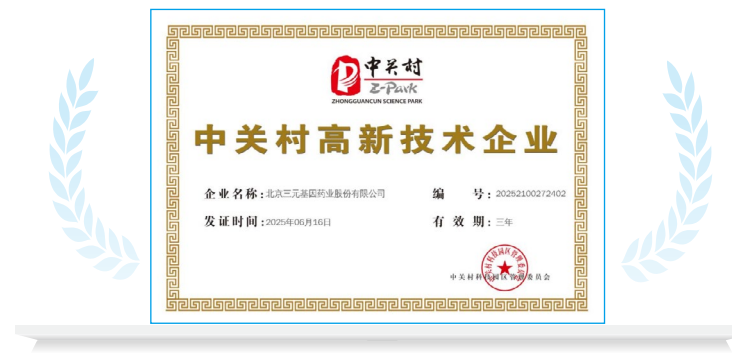 中关村
Z-Park
ZHONGGUANCUN SCIENCE PARK
中关村高新技术企业
企业名称:北京三元基因药业股份有限公司
编 号:20252100272402
发证时间:2025年06月16日
有 效 期:三年
中关村科技园区管理委员会